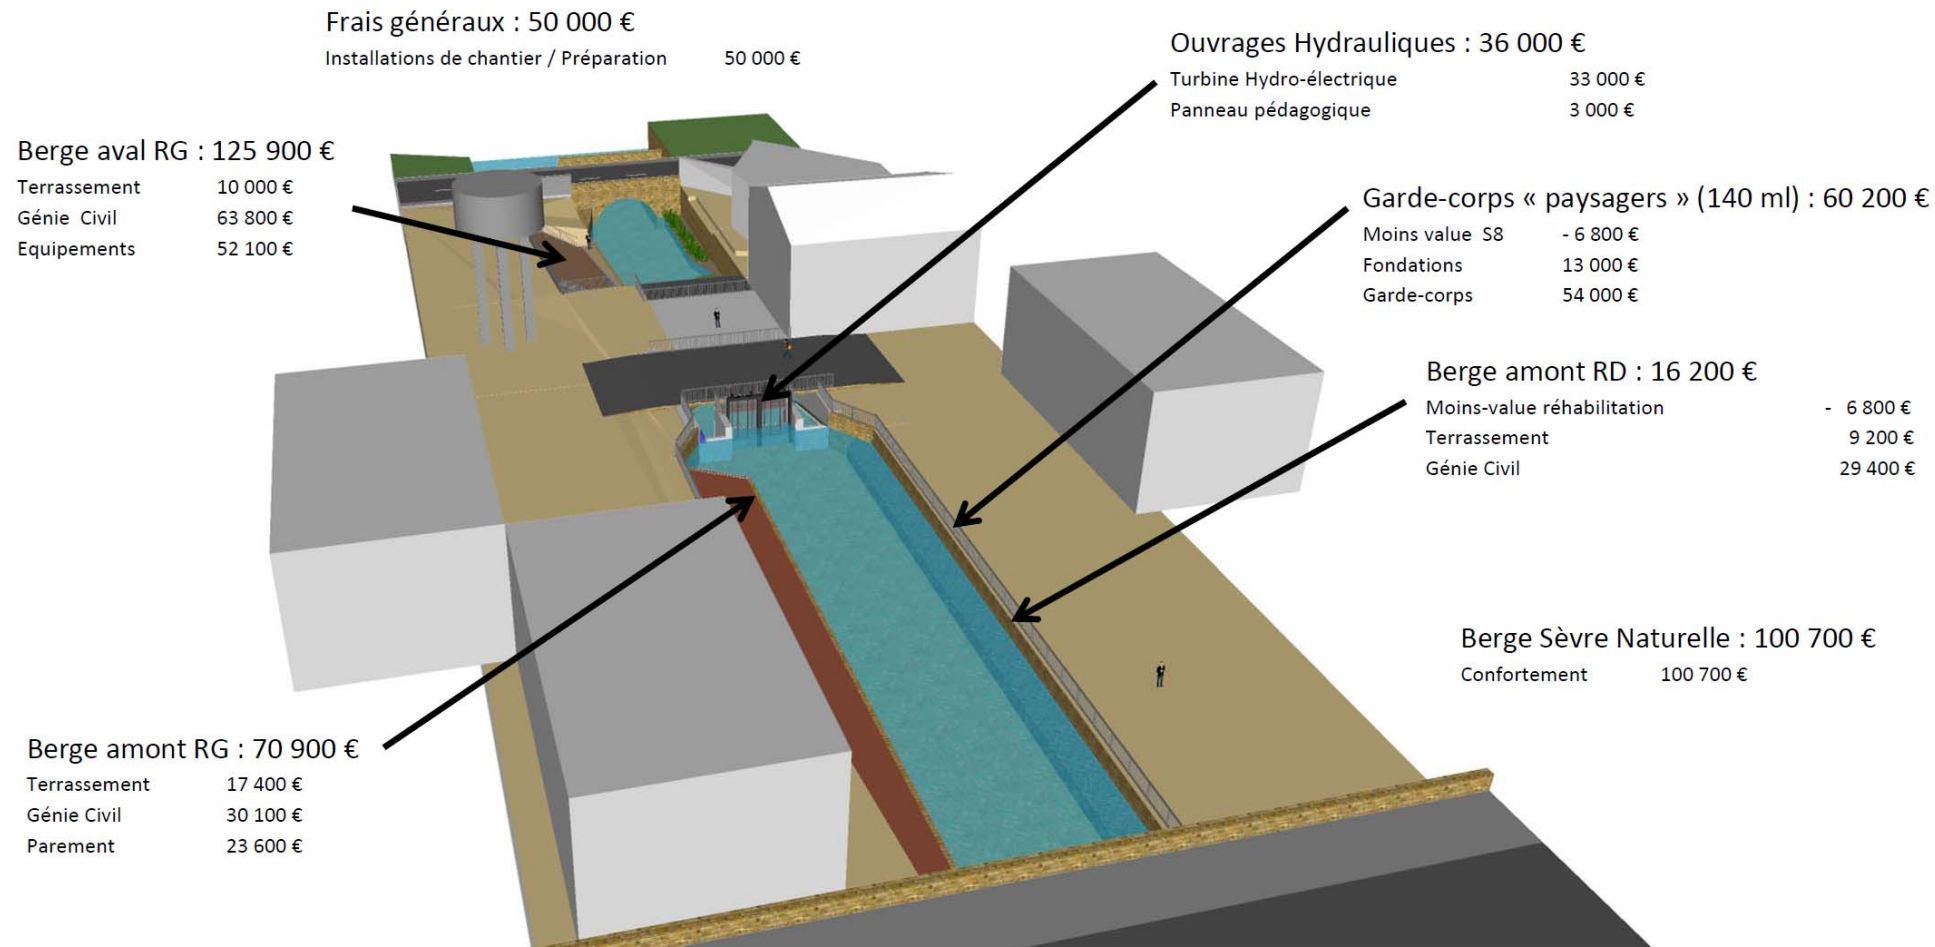 Frais généraux : 50 000 €
Installations de chantier / Préparation 50 000 €
Ouvrages Hydrauliques : 36 000 €
Turbine Hydro-électrique 33 000 €
Panneau pédagogique 3 000 €
Berge aval RG : 125 900 €
Terrassement 10 000 €
Génie Civil 63 800 €
Equipements 52 100 €
Garde-corps « paysagers » (140 ml) : 60 200 €
Moins value S8 - 6 800 €
Fondations 13 000 €
Garde-corps 54 000 €
Berge amont RD : 16 200 €
Moins-value réhabilitation - 6 800 €
Terrassement 9 200 €
Génie Civil 29 400 €
Berge Sèvre Naturelle : 100 700 €
Confortement 100 700 €
Berge amont RG : 70 900 €
Terrassement 17 400 €
Génie Civil 30 100 €
Parement 23 600 €